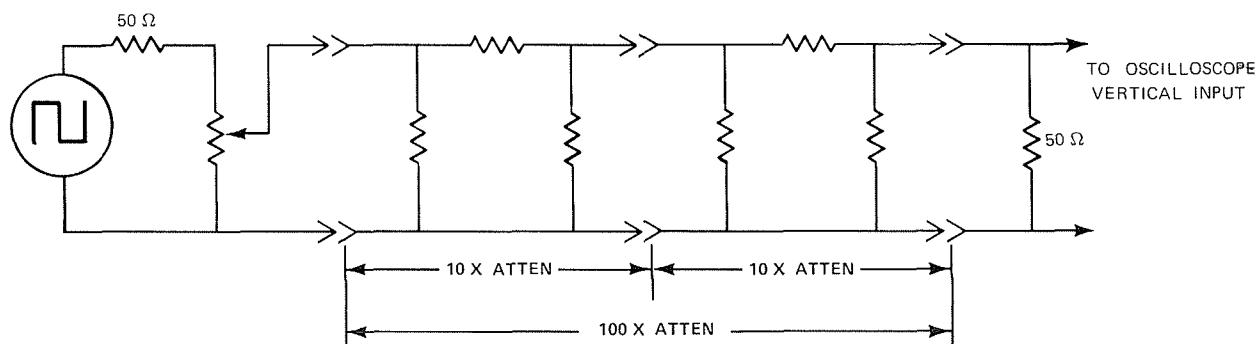 50 Ω
TO OSCILLOSCOPE
VERTICAL INPUT
50 Ω
10 X ATTEN
10 X ATTEN
100 X ATTEN